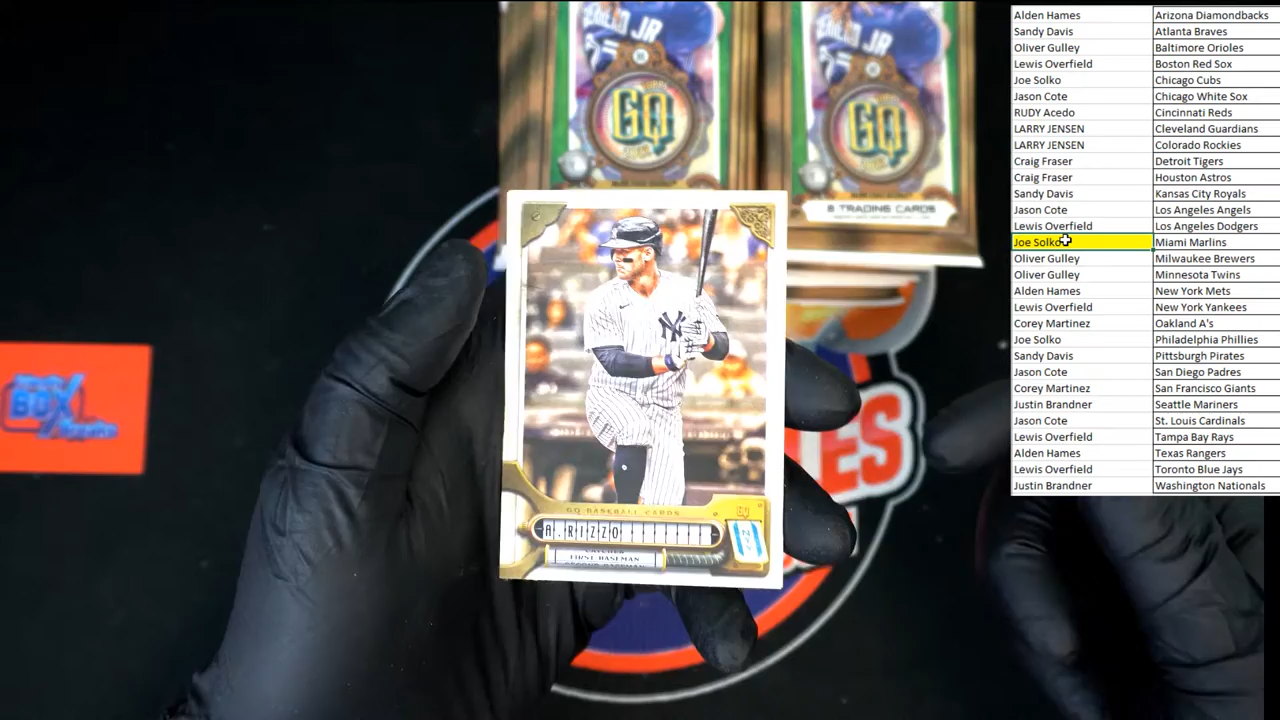 GQ
GQ
8 TRADING CARDS
GQ BASEBALL CARDS
GQ
A. RIZZO
NYY
CATCHER
FIRST BASEMAN
SECOND BASEMAN
BOX
Alden Hames Arizona Diamondbacks
Sandy Davis Atlanta Braves
Oliver Gulley Baltimore Orioles
Lewis Overfield Boston Red Sox
Joe Solko Chicago Cubs
Jason Cote Chicago White Sox
RUDY Acedo Cincinnati Reds
LARRY JENSEN Cleveland Guardians
LARRY JENSEN Colorado Rockies
Craig Fraser Detroit Tigers
Craig Fraser Houston Astros
Sandy Davis Kansas City Royals
Jason Cote Los Angeles Angels
Lewis Overfield Los Angeles Dodgers
Joe Solko Miami Marlins
Oliver Gulley Milwaukee Brewers
Oliver Gulley Minnesota Twins
Alden Hames New York Mets
Lewis Overfield New York Yankees
Corey Martinez Oakland A's
Joe Solko Philadelphia Phillies
Sandy Davis Pittsburgh Pirates
Jason Cote San Diego Padres
Corey Martinez San Francisco Giants
Justin Brandner Seattle Mariners
Jason Cote St. Louis Cardinals
Lewis Overfield Tampa Bay Rays
Alden Hames Texas Rangers
Lewis Overfield Toronto Blue Jays
Justin Brandner Washington Nationals